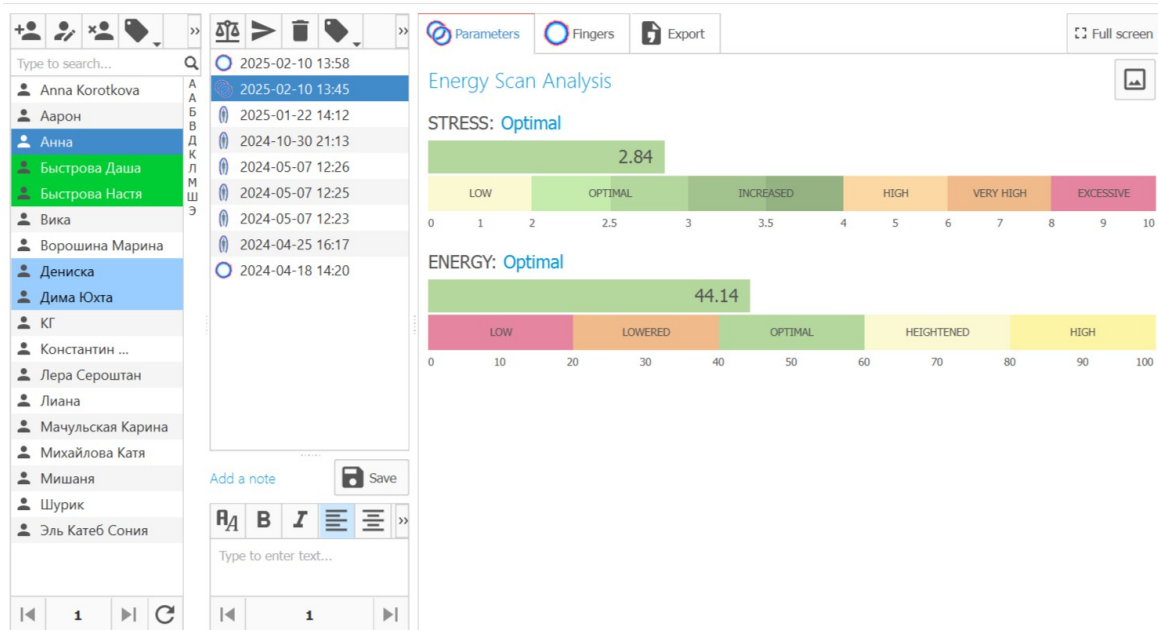 Parameters
Fingers
Export
Full screen
Type to search...
Anna Korotkova
Аарон
Анна
Быстрова Даша
Быстрова Настя
Вика
Ворошина Марина
Дениска
Дима Юхта
КГ
Константин ...
Лера Сероштан
Лиана
Мачульская Карина
Михайлова Катя
Мишаня
Шурик
Эль Катеб Сония
1
A
А
Б
В
Д
К
Л
М
Ш
Э
2025-02-10 13:58
2025-02-10 13:45
2025-01-22 14:12
2024-10-30 21:13
2024-05-07 12:26
2024-05-07 12:25
2024-05-07 12:23
2024-04-25 16:17
2024-04-18 14:20
Add a note
Save
Type to enter text...
1
Energy Scan Analysis
STRESS: Optimal
2.84
LOW OPTIMAL INCREASED HIGH VERY HIGH EXCESSIVE
0 1 2 2.5 3 3.5 4 5 6 7 8 9 10
ENERGY: Optimal
44.14
LOW LOWERED OPTIMAL HEIGHTENED HIGH
0 10 20 30 40 50 60 70 80 90 100